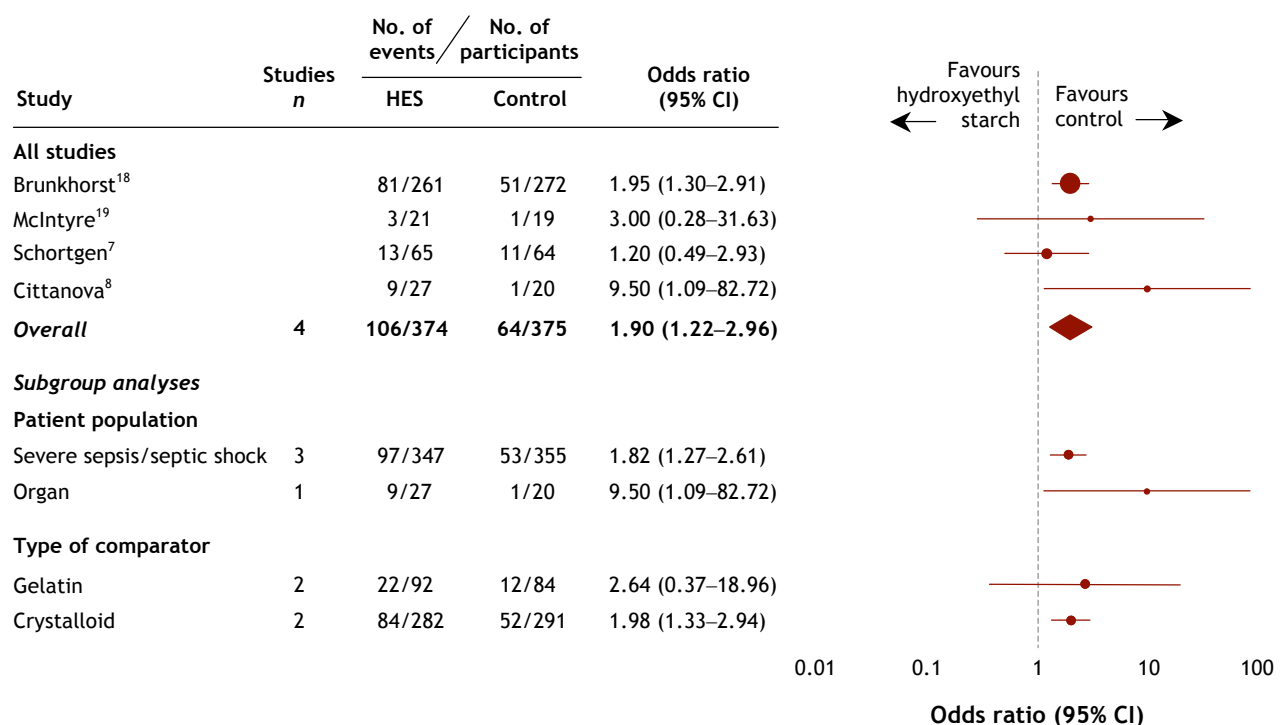 No. of events / No. of participants
Study Studies n HES Control Odds ratio (95% CI)
Favours hydroxyethyl starch
Favours control
All studies
Brunkhorst18 81/261 51/272 1.95 (1.30–2.91)
McIntyre19 3/21 1/19 3.00 (0.28–31.63)
Schortgen7 13/65 11/64 1.20 (0.49–2.93)
Cittanova8 9/27 1/20 9.50 (1.09–82.72)
Overall 4 106/374 64/375 1.90 (1.22–2.96)
Subgroup analyses
Patient population
Severe sepsis/septic shock 3 97/347 53/355 1.82 (1.27–2.61)
Organ 1 9/27 1/20 9.50 (1.09–82.72)
Type of comparator
Gelatin 2 22/92 12/84 2.64 (0.37–18.96)
Crystalloid 2 84/282 52/291 1.98 (1.33–2.94)
0.01 0.1 1 10 100
Odds ratio (95% CI)